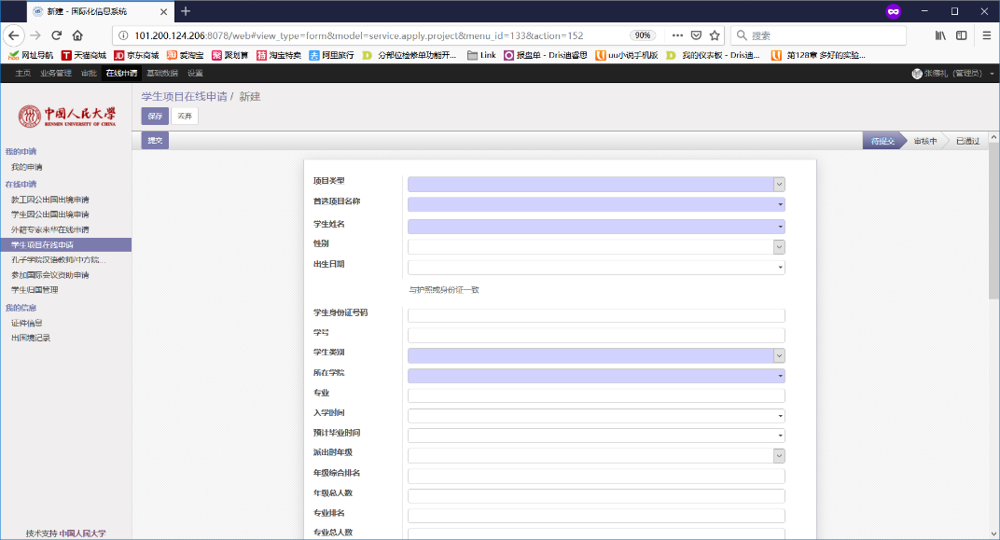 新建 - 国际化信息系统
101.200.124.206:8078/web#view_type=form&model=service.apply.project&menu_id=133&action=152
90%
搜索
网址导航 天猫商城 京东商城 爱淘宝 聚划算 淘宝特卖 阿里旅行 分部位检修单功能开... Link 报盘单 - Dris迪睿思 uu小说手机版 我的仪表板 - Dris迪... 第128章 多好的实验...
主页 业务管理 审批 在线申请 基础数据 设置
张德礼 (管理员)
中国人民大学
RENMIN UNIVERSITY OF CHINA
学生项目在线申请 / 新建
保存 丢弃
提交
待提交 审核中 已通过
我的申请
我的申请
在线申请
教工因公出国出境申请
学生因公出国出境申请
外籍专家来华在线申请
学生项目在线申请
孔子学院汉语教师/中方院...
参加国际会议资助申请
学生归国管理
我的信息
证件信息
出国境记录
技术支持 中国人民大学
项目类型
首选项目名称
学生姓名
性别
出生日期
与护照或身份证一致
学生身份证号码
学号
学生类别
所在学院
专业
入学时间
预计毕业时间
派出时年级
年级综合排名
年级总人数
专业排名
专业总人数